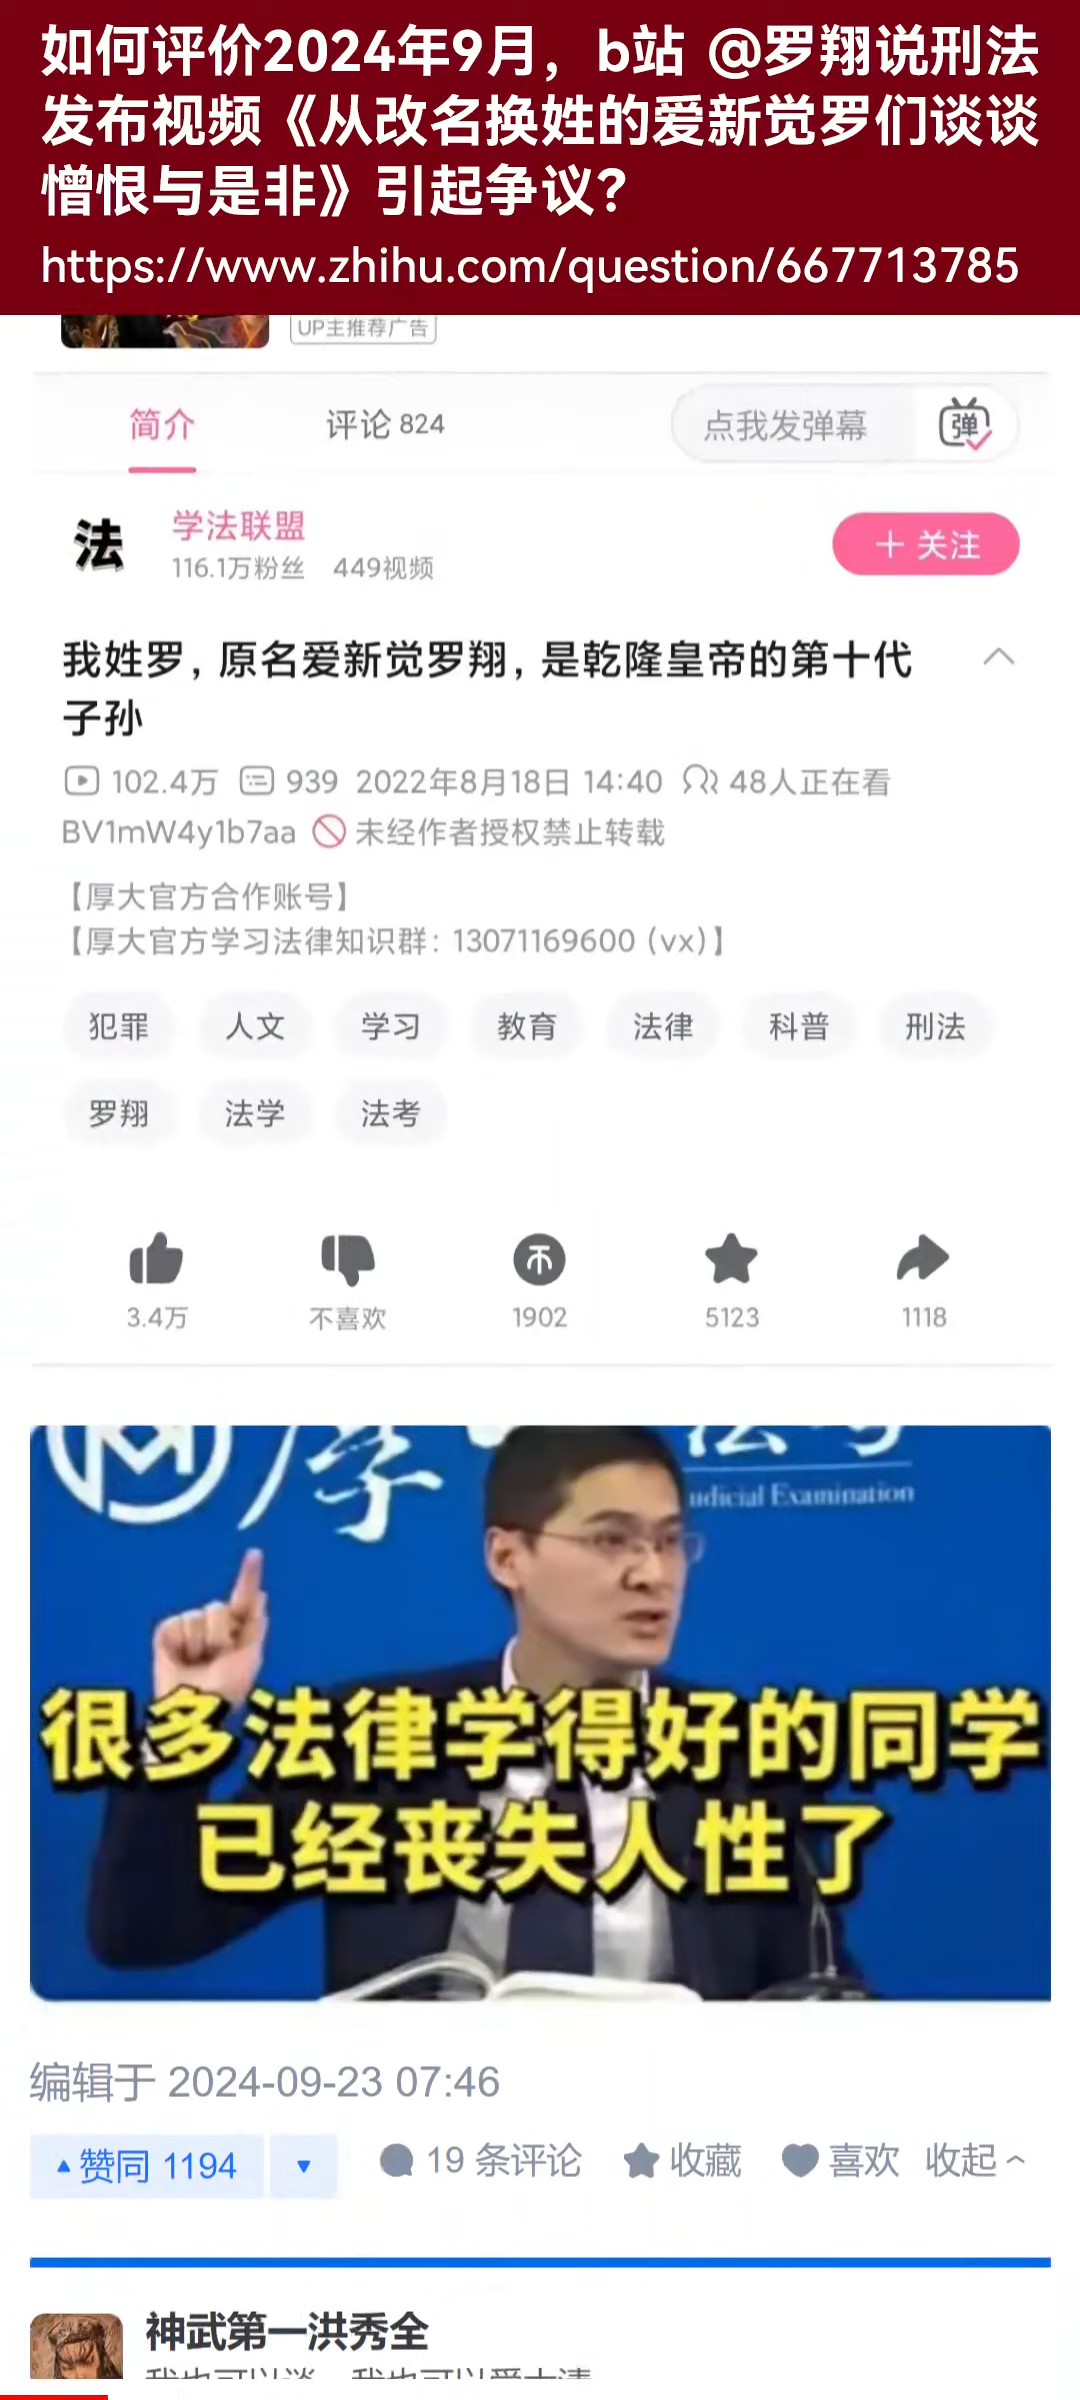 如何评价2024年9月，b站 @罗翔说刑法
发布视频《从改名换姓的爱新觉罗们谈谈
憎恨与是非》引起争议？
https://www.zhihu.com/question/667713785
UP主推荐广告
简介 评论 824 点我发弹幕 弹
法 学法联盟 ＋ 关注
116.1万粉丝 449视频
我姓罗，原名爱新觉罗翔，是乾隆皇帝的第十代
子孙
102.4万 939 2022年8月18日 14:40 48人正在看
BV1mW4y1b7aa 未经作者授权禁止转载
【厚大官方合作账号】
【厚大官方学习法律知识群：13071169600（vx）】
犯罪 人文 学习 教育 法律 科普 刑法
罗翔 法学 法考
3.4万 不喜欢 1902 5123 1118
厚 法考
udicial Examination
很多法律学得好的同学
已经丧失人性了
编辑于 2024-09-23 07:46
赞同 1194 19 条评论 收藏 喜欢 收起
神武第一洪秀全